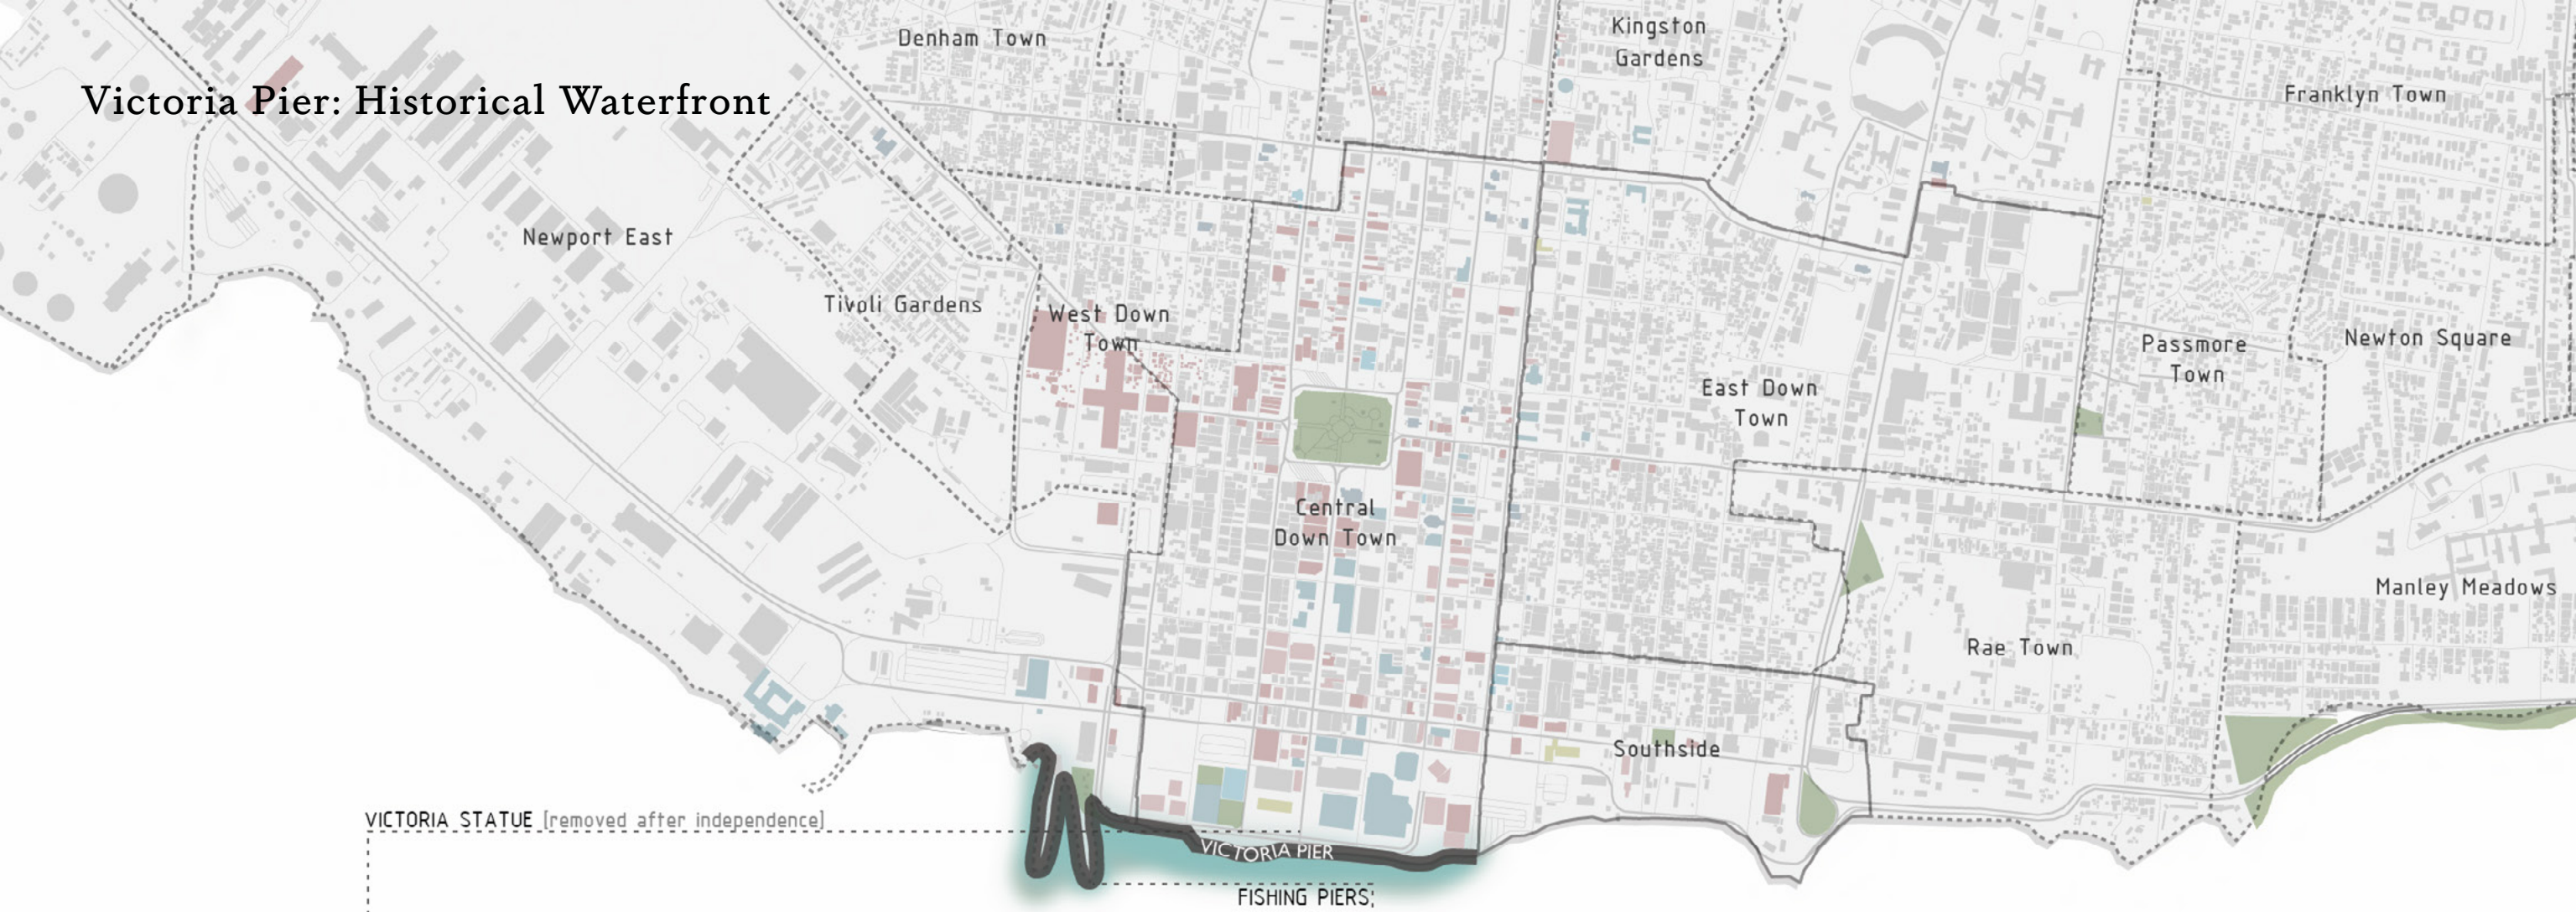 Victoria Pier: Historical Waterfront
Denham Town
Kingston
Gardens
Franklyn Town
Newport East
Tivoli Gardens
West Down
Town
Passmore
Town
Newton Square
East Down
Town
Central
Down Town
Manley Meadows
Rae Town
Southside
VICTORIA STATUE [removed after independence]
VICTORIA PIER
FISHING PIERS